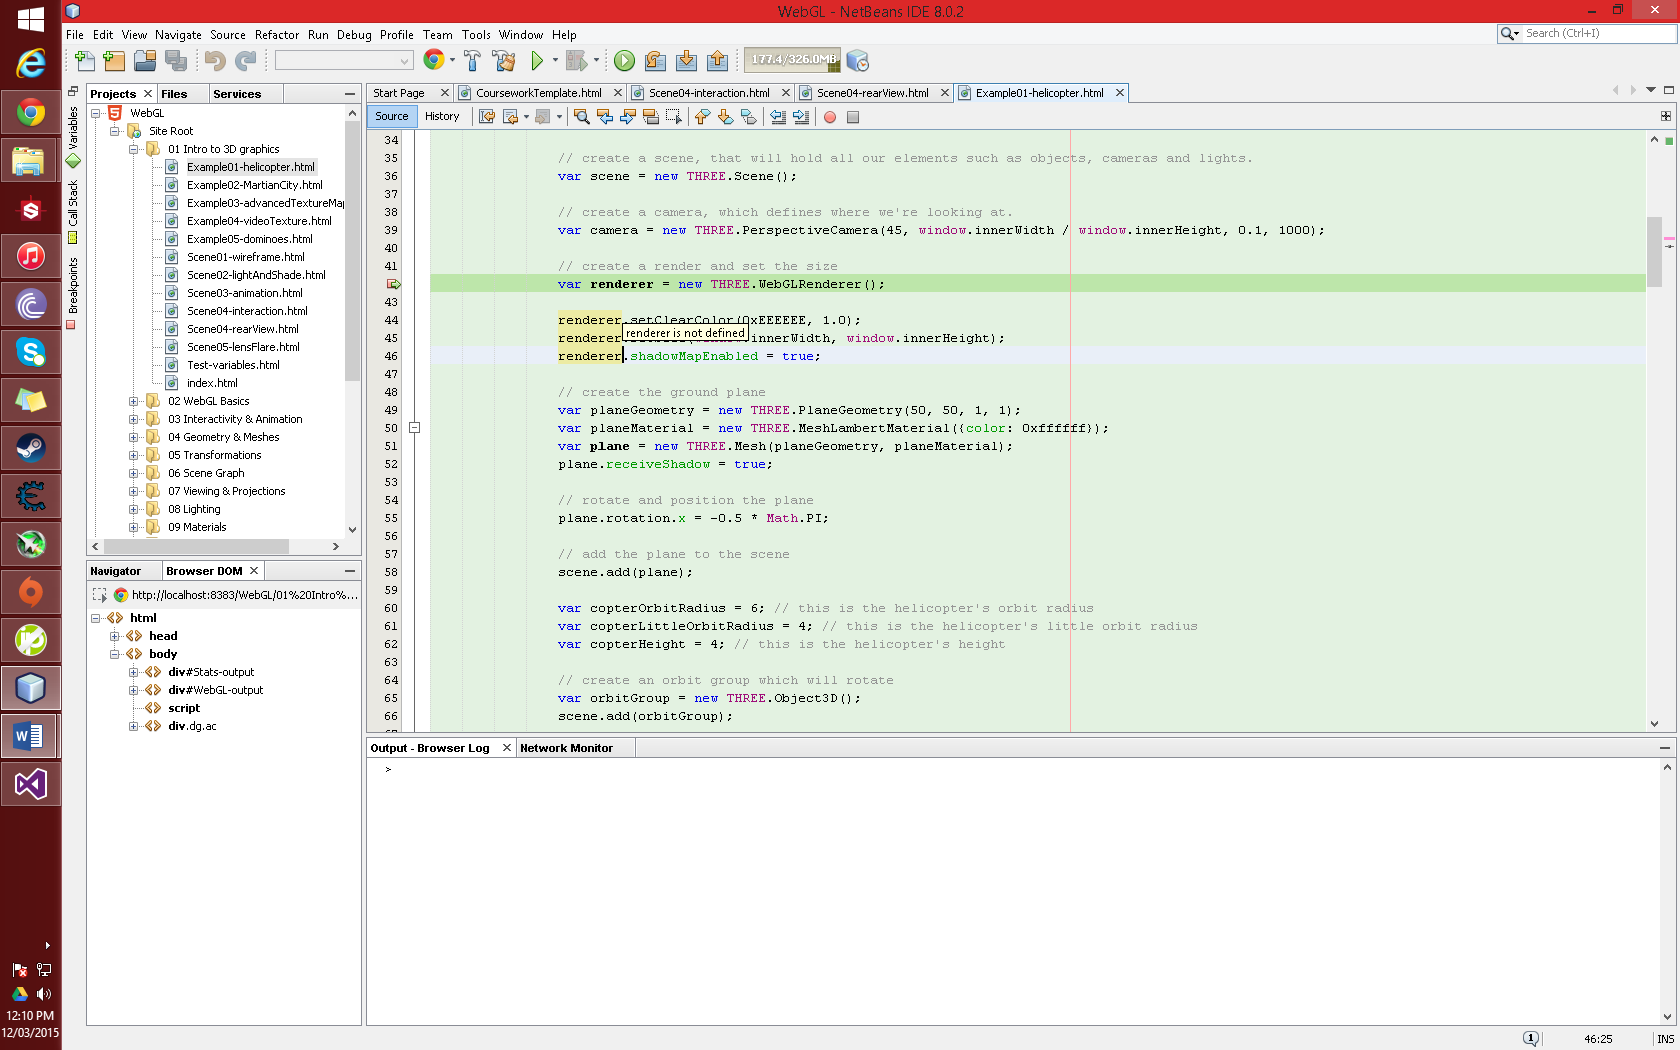 WebGL - NetBeans IDE 8.0.2
File Edit View Navigate Source Refactor Run Debug Profile Team Tools Window Help
Search (Ctrl+I)
177.4/326.0MB
Projects Files Services
Variables
Call Stack
Breakpoints
WebGL
Site Root
01 Intro to 3D graphics
Example01-helicopter.html
Example02-MartianCity.html
Example03-advancedTextureMap
Example04-videoTexture.html
Example05-dominoes.html
Scene01-wireframe.html
Scene02-lightAndShade.html
Scene03-animation.html
Scene04-interaction.html
Scene04-rearView.html
Scene05-lensFlare.html
Test-variables.html
index.html
02 WebGL Basics
03 Interactivity & Animation
04 Geometry & Meshes
05 Transformations
06 Scene Graph
07 Viewing & Projections
08 Lighting
09 Materials
Navigator Browser DOM
http://localhost:8383/WebGL/01%20Intro%...
html
head
body
div#Stats-output
div#WebGL-output
script
div.dg.ac
Start Page CourseworkTemplate.html Scene04-interaction.html Scene04-rearView.html Example01-helicopter.html
Source History
34
35 // create a scene, that will hold all our elements such as objects, cameras and lights.
36 var scene = new THREE.Scene();
37
38 // create a camera, which defines where we're looking at.
39 var camera = new THREE.PerspectiveCamera(45, window.innerWidth / window.innerHeight, 0.1, 1000);
40
41 // create a render and set the size
var renderer = new THREE.WebGLRenderer();
43
44 renderer.setClearColor(0xEEEEEE, 1.0);
renderer is not defined
45 renderer innerWidth, window.innerHeight);
46 renderer.shadowMapEnabled = true;
47
48 // create the ground plane
49 var planeGeometry = new THREE.PlaneGeometry(50, 50, 1, 1);
50 var planeMaterial = new THREE.MeshLambertMaterial({color: 0xffffff});
51 var plane = new THREE.Mesh(planeGeometry, planeMaterial);
52 plane.receiveShadow = true;
53
54 // rotate and position the plane
55 plane.rotation.x = -0.5 * Math.PI;
56
57 // add the plane to the scene
58 scene.add(plane);
59
60 var copterOrbitRadius = 6; // this is the helicopter's orbit radius
61 var copterLittleOrbitRadius = 4; // this is the helicopter's little orbit radius
62 var copterHeight = 4; // this is the helicopter's height
63
64 // create an orbit group which will rotate
65 var orbitGroup = new THREE.Object3D();
66 scene.add(orbitGroup);
Output - Browser Log Network Monitor
>
12:10 PM
12/03/2015
1
46:25 INS